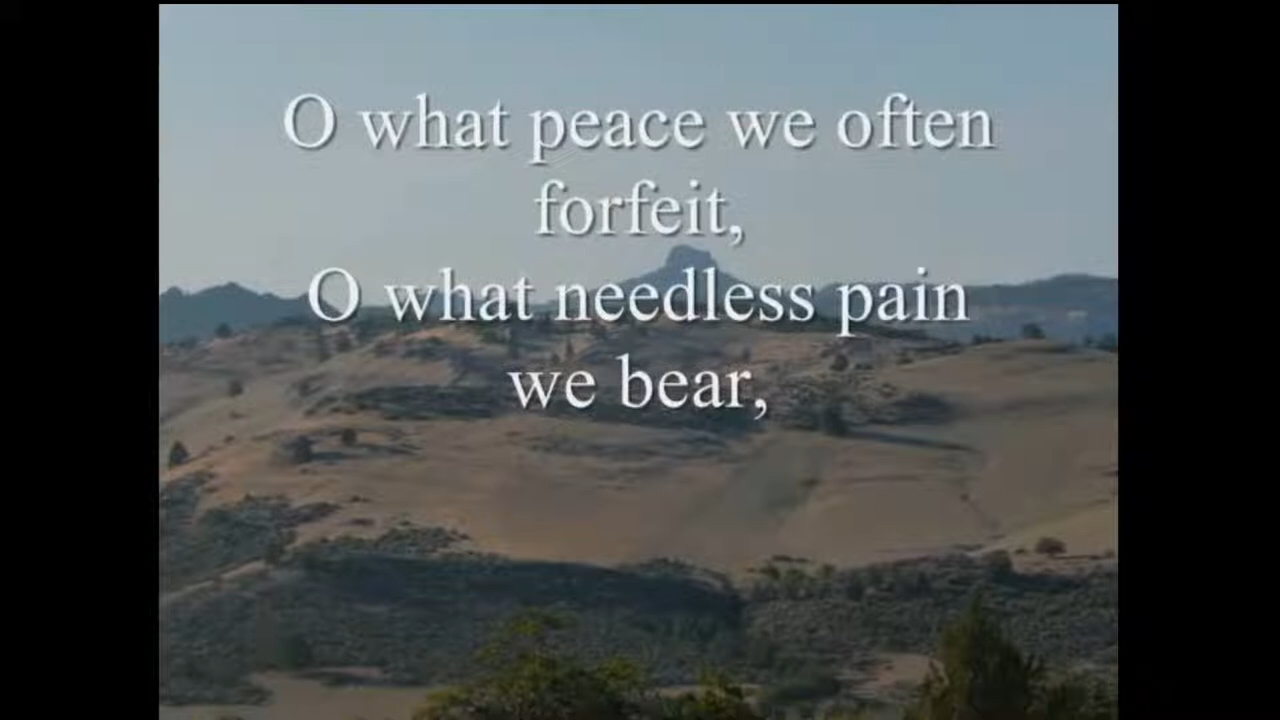 O what peace we often
forfeit,
O what needless pain
we bear,